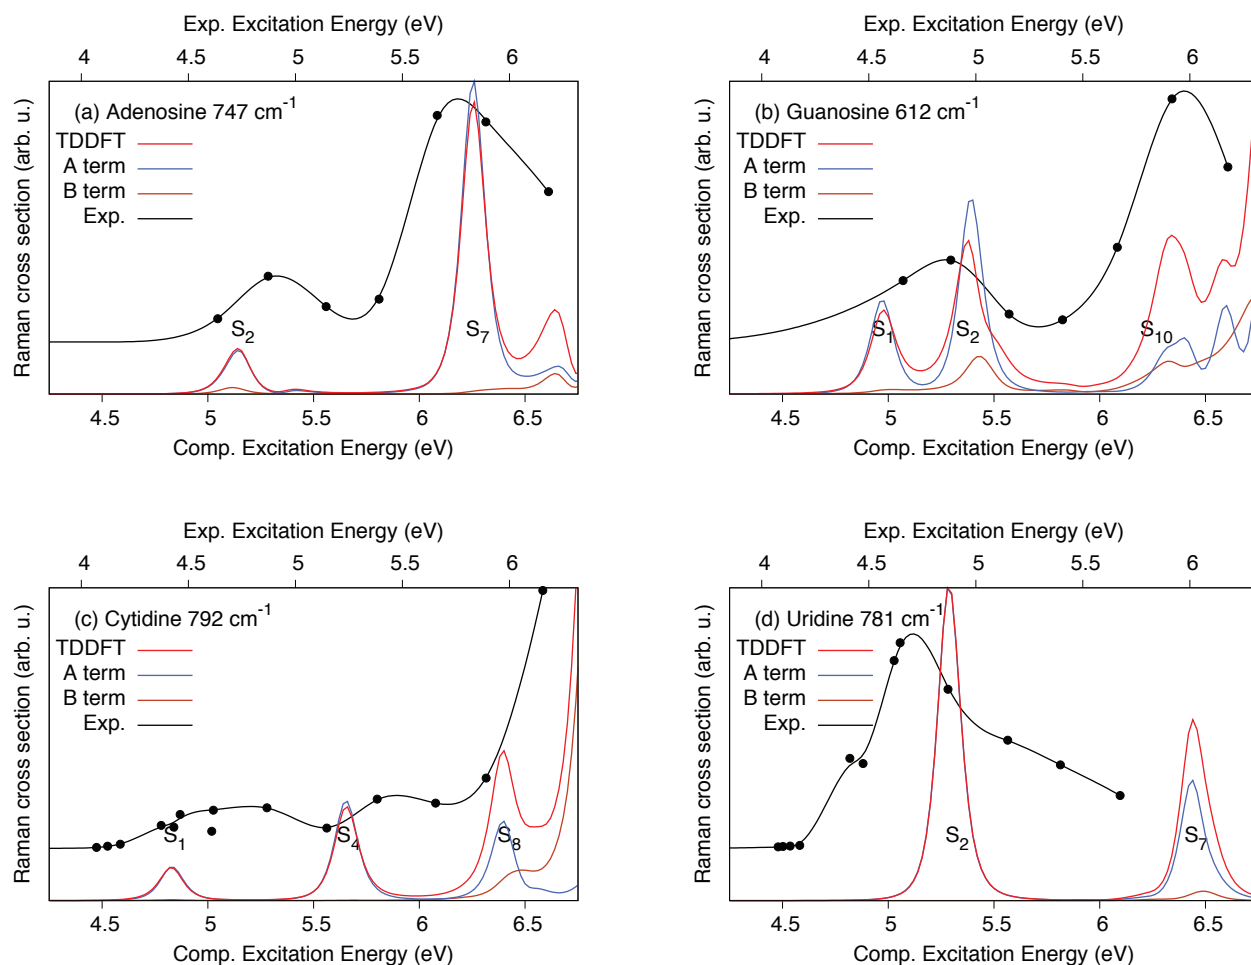 Exp. Excitation Energy (eV)
4 4.5 5 5.5 6
Raman cross section (arb. u.)
(a) Adenosine 747 cm⁻¹
TDDFT
A term
B term
Exp.
S₂
S₇
4.5 5 5.5 6 6.5
Comp. Excitation Energy (eV)
Exp. Excitation Energy (eV)
4 4.5 5 5.5 6
Raman cross section (arb. u.)
(b) Guanosine 612 cm⁻¹
TDDFT
A term
B term
Exp.
S₁
S₂
S₁₀
4.5 5 5.5 6 6.5
Comp. Excitation Energy (eV)
Exp. Excitation Energy (eV)
4 4.5 5 5.5 6
Raman cross section (arb. u.)
(c) Cytidine 792 cm⁻¹
TDDFT
A term
B term
Exp.
S₁
S₄
S₈
4.5 5 5.5 6 6.5
Comp. Excitation Energy (eV)
Exp. Excitation Energy (eV)
4 4.5 5 5.5 6
Raman cross section (arb. u.)
(d) Uridine 781 cm⁻¹
TDDFT
A term
B term
Exp.
S₂
S₇
4.5 5 5.5 6 6.5
Comp. Excitation Energy (eV)